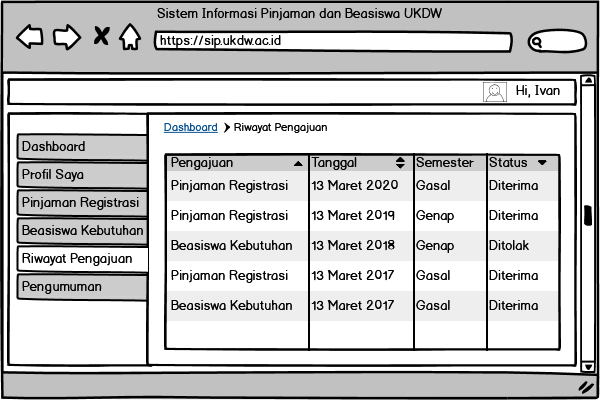 Sistem Informasi Pinjaman dan Beasiswa UKDW
https://sip.ukdw.ac.id
Hi, Ivan
Dashboard
Profil Saya
Pinjaman Registrasi
Beasiswa Kebutuhan
Riwayat Pengajuan
Pengumuman
Dashboard Riwayat Pengajuan
Pengajuan Tanggal Semester Status
Pinjaman Registrasi 13 Maret 2020 Gasal Diterima
Pinjaman Registrasi 13 Maret 2019 Genap Diterima
Beasiswa Kebutuhan 13 Maret 2018 Genap Ditolak
Pinjaman Registrasi 13 Maret 2017 Gasal Diterima
Beasiswa Kebutuhan 13 Maret 2017 Gasal Diterima